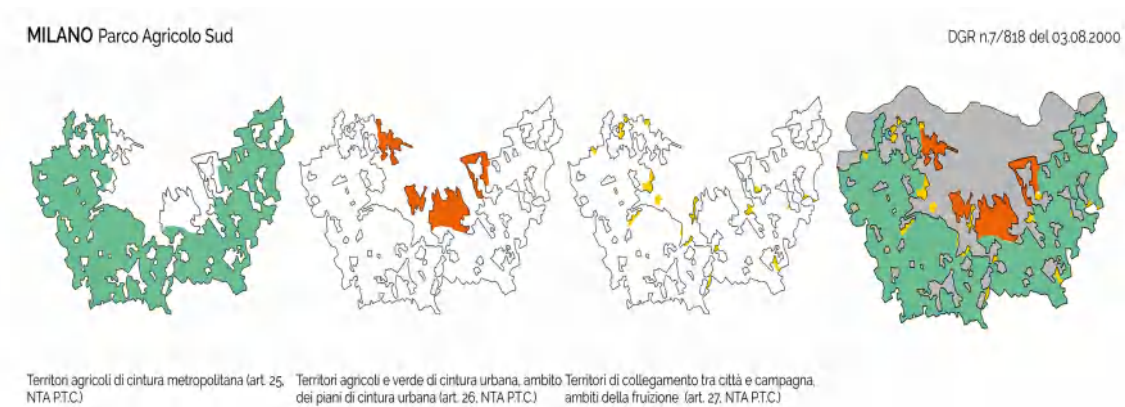 MILANO Parco Agricolo Sud
DGR n.7/818 del 03.08.2000
Territori agricoli di cintura metropolitana (art. 25,
NTA P.T.C.)
Territori agricoli e verde di cintura urbana, ambito
dei piani di cintura urbana (art. 26, NTA P.T.C.)
Territori di collegamento tra città e campagna,
ambiti della fruizione (art. 27, NTA P.T.C.)